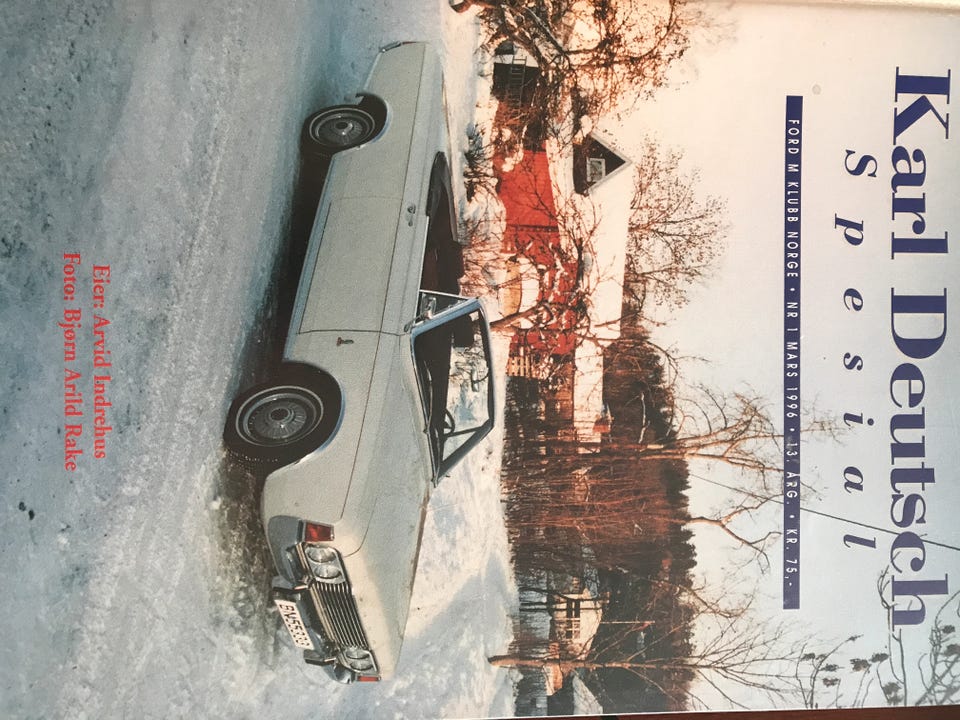 Karl Deutsch
Spesial
FORD M KLUBB NORGE • NR 1 MARS 1996 • 13. ÅRG. • KR. 75,-
BN55333
Eier: Arvid Indrehus
Foto: Bjørn Arild Rake